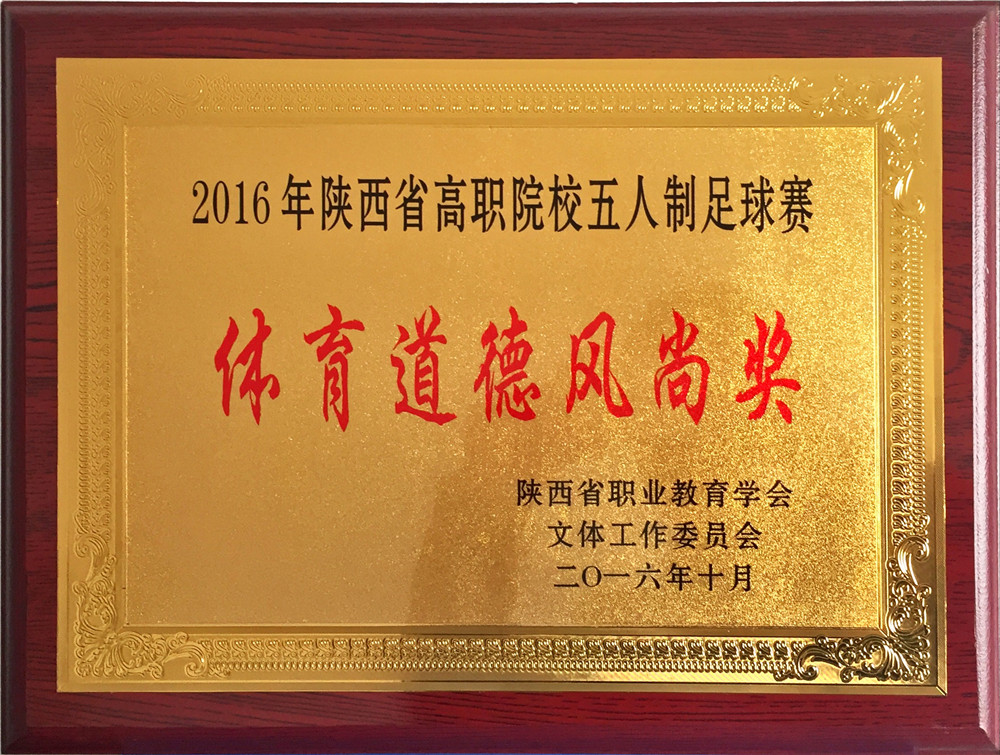 2016年陕西省高职院校五人制足球赛
体育道德风尚奖
陕西省职业教育学会
文体工作委员会
二〇一六年十月